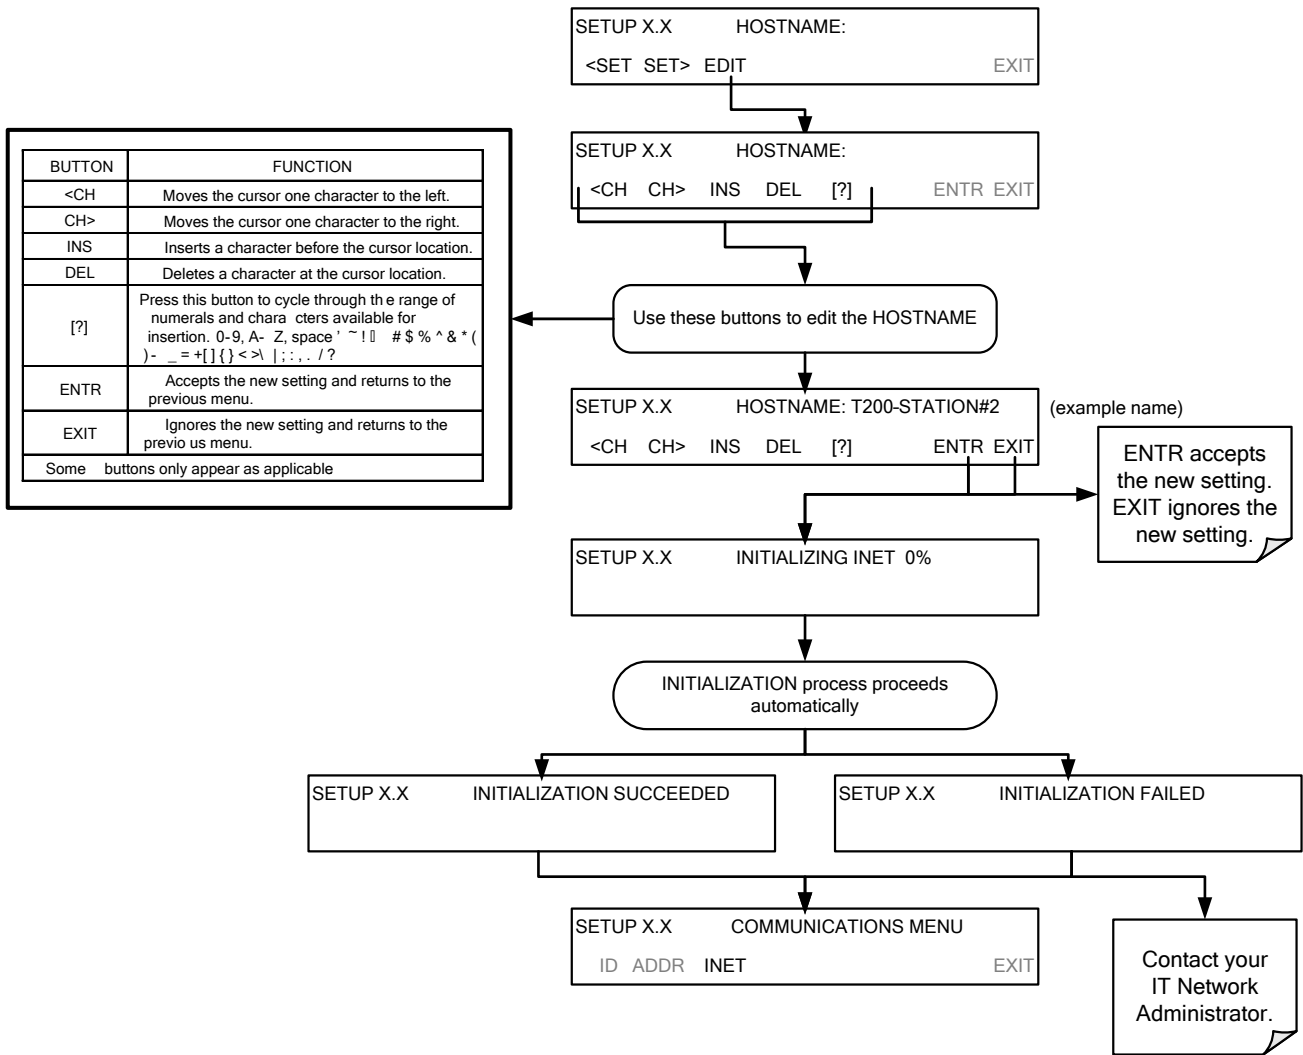 SETUP X.X HOSTNAME:
<SET SET> EDIT EXIT
SETUP X.X HOSTNAME:
<CH CH> INS DEL [?] ENTR EXIT
BUTTON FUNCTION
<CH Moves the cursor one character to the left.
CH> Moves the cursor one character to the right.
INS Inserts a character before the cursor location.
DEL Deletes a character at the cursor location.
[?] Press this button to cycle through th e range of
numerals and chara cters available for
insertion. 0-9, A- Z, space ' ~ ! ▯ # $ % ^ & * (
) - _ = +[ ] { } < >\ | ; : , . / ?
ENTR Accepts the new setting and returns to the
previous menu.
EXIT Ignores the new setting and returns to the
previo us menu.
Some buttons only appear as applicable
Use these buttons to edit the HOSTNAME
SETUP X.X HOSTNAME: T200-STATION#2
<CH CH> INS DEL [?] ENTR EXIT
(example name)
ENTR accepts
the new setting.
EXIT ignores the
new setting.
SETUP X.X INITIALIZING INET 0%
INITIALIZATION process proceeds
automatically
SETUP X.X INITIALIZATION SUCCEEDED
SETUP X.X INITIALIZATION FAILED
SETUP X.X COMMUNICATIONS MENU
ID ADDR INET EXIT
Contact your
IT Network
Administrator.